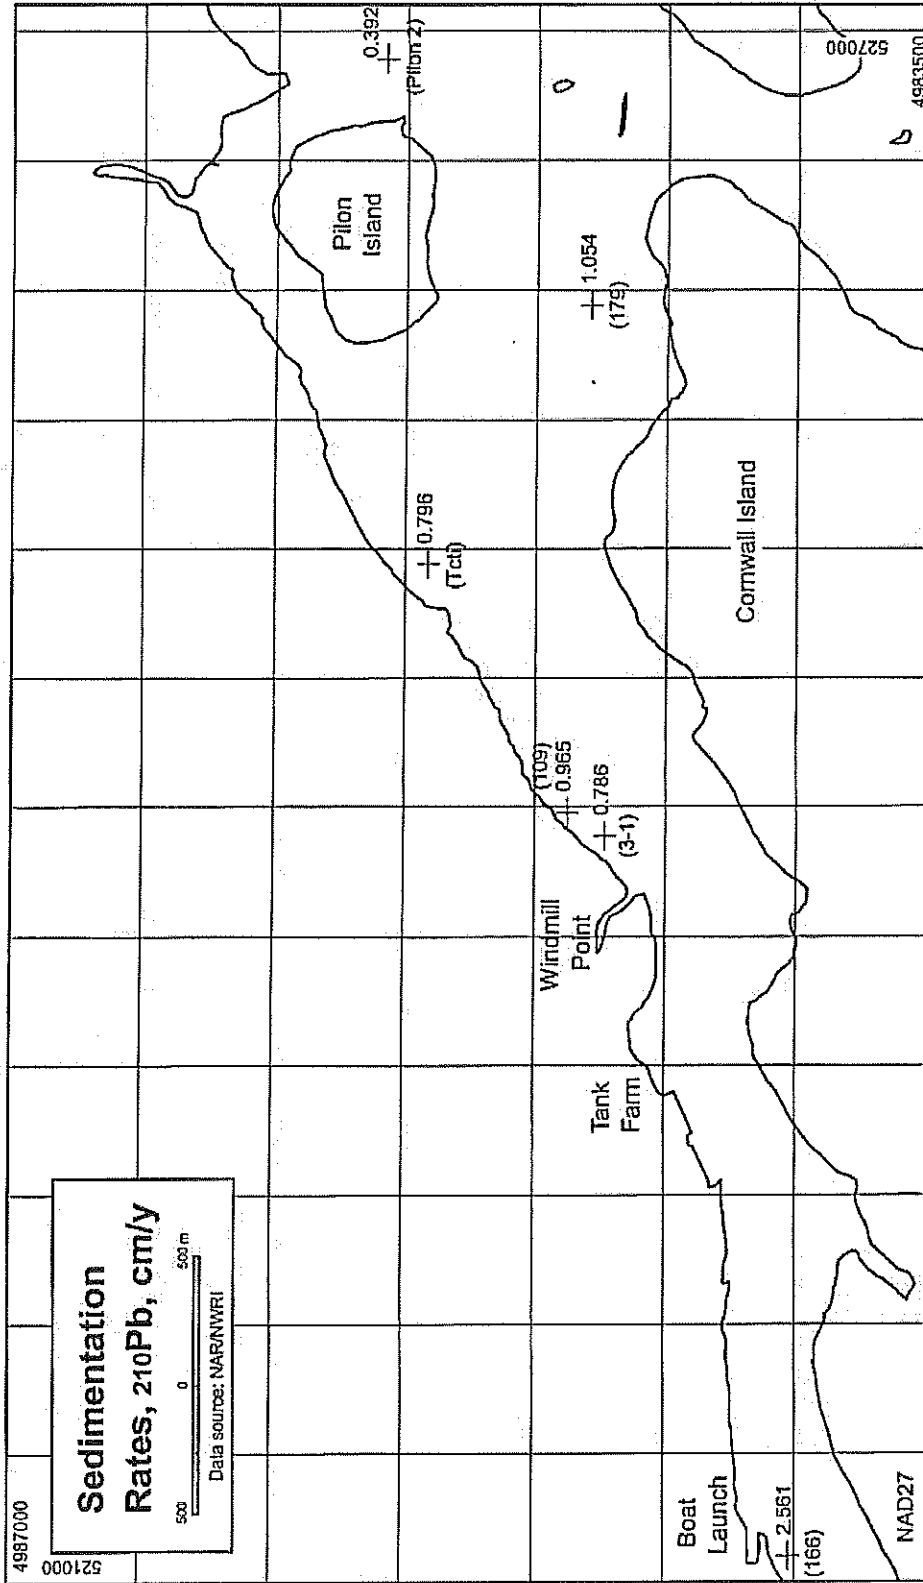 4987000
521000
Sedimentation
Rates, 210Pb, cm/y
500 0 500 m
Data source: NAR/NWRI
Boat
Launch
2.561
(166)
NAD27
Tank
Farm
Windmill
Point
(109)
0.965
0.786
(3-1)
0.796
(Tcti)
Cornwall Island
1.054
(179)
Pilon
Island
0.392
(Pilon 2)
527000
4983500